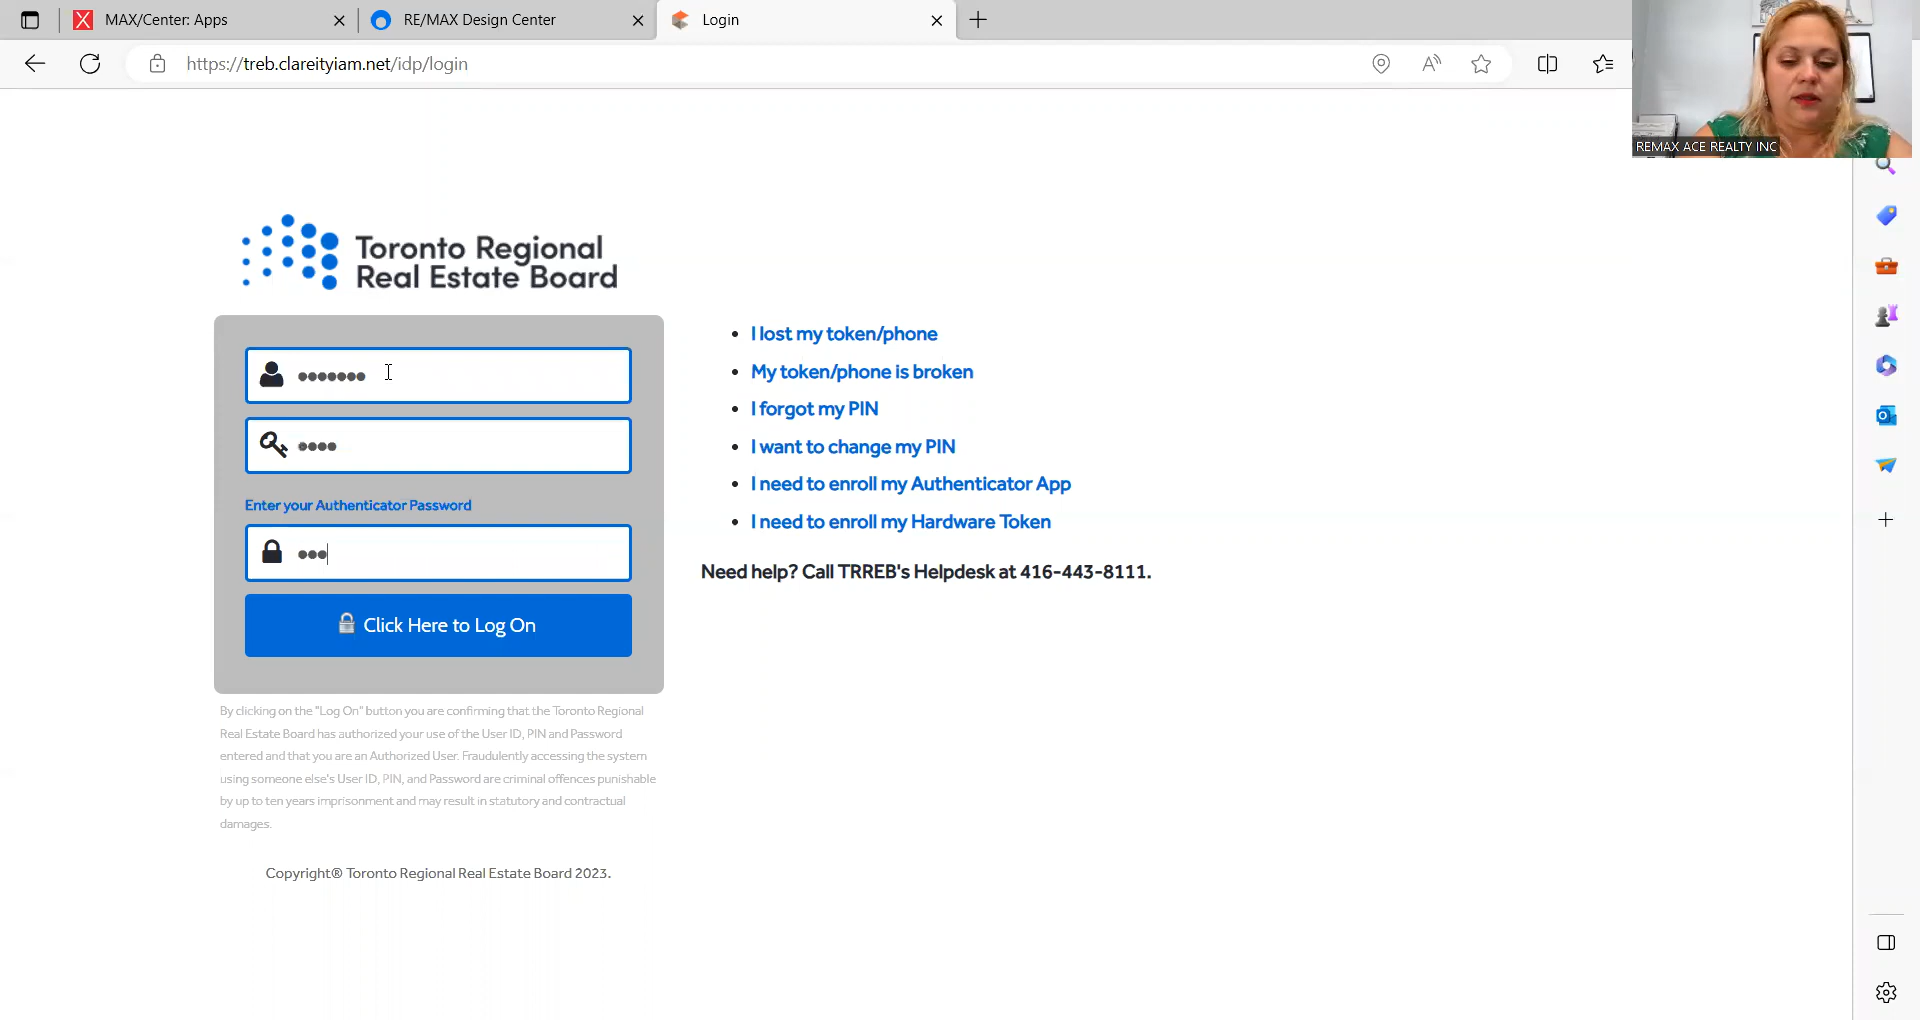 MAX/Center: Apps
RE/MAX Design Center
Login
https://treb.clareityiam.net/idp/login
REMAX ACE REALTY INC
Toronto Regional
Real Estate Board
•••••••
••••
Enter your Authenticator Password
•••
Click Here to Log On
By clicking on the "Log On" button you are confirming that the Toronto Regional
Real Estate Board has authorized your use of the User ID, PIN and Password
entered and that you are an Authorized User. Fraudulently accessing the system
using someone else's User ID, PIN, and Password are criminal offences punishable
by up to ten years imprisonment and may result in statutory and contractual
damages.
Copyright® Toronto Regional Real Estate Board 2023.
• I lost my token/phone
• My token/phone is broken
• I forgot my PIN
• I want to change my PIN
• I need to enroll my Authenticator App
• I need to enroll my Hardware Token
Need help? Call TRREB's Helpdesk at 416-443-8111.